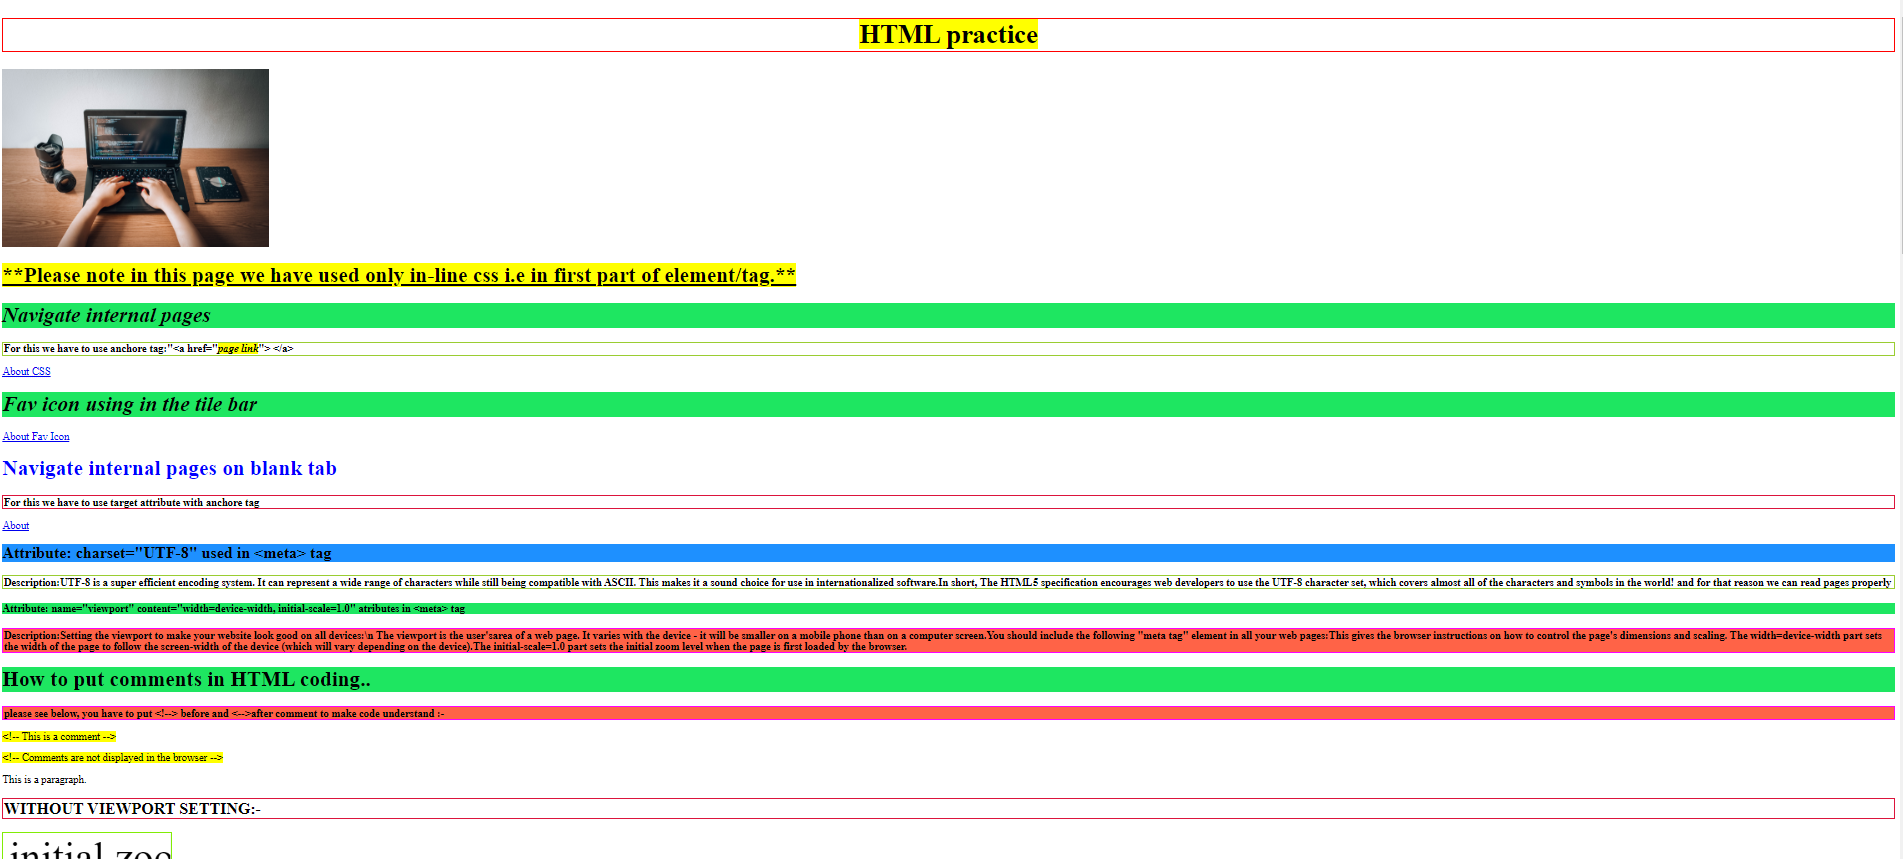 HTML practice
**Please note in this page we have used only in-line css i.e in first part of element/tag.**
Navigate internal pages
For this we have to use anchore tag:"<a href="page link"> </a>
About CSS
Fav icon using in the tile bar
About Fav Icon
Navigate internal pages on blank tab
For this we have to use target attribute with anchore tag
About
Attribute: charset="UTF-8" used in <meta> tag
Description:UTF-8 is a super efficient encoding system. It can represent a wide range of characters while still being compatible with ASCII. This makes it a sound choice for use in internationalized software.In short, The HTML5 specification encourages web developers to use the UTF-8 character set, which covers almost all of the characters and symbols in the world! and for that reason we can read pages properly
Attribute: name="viewport" content="width=device-width, initial-scale=1.0" atributes in <meta> tag
Description:Setting the viewport to make your website look good on all devices:\n The viewport is the user'sarea of a web page. It varies with the device - it will be smaller on a mobile phone than on a computer screen.You should include the following "meta tag" element in all your web pages:This gives the browser instructions on how to control the page's dimensions and scaling. The width=device-width part sets
the width of the page to follow the screen-width of the device (which will vary depending on the device).The initial-scale=1.0 part sets the initial zoom level when the page is first loaded by the browser.
How to put comments in HTML coding..
please see below, you have to put <!--> before and <-->after comment to make code understand :-
<!-- This is a comment -->
<!-- Comments are not displayed in the browser -->
This is a paragraph.
WITHOUT VIEWPORT SETTING:-
initial zoo